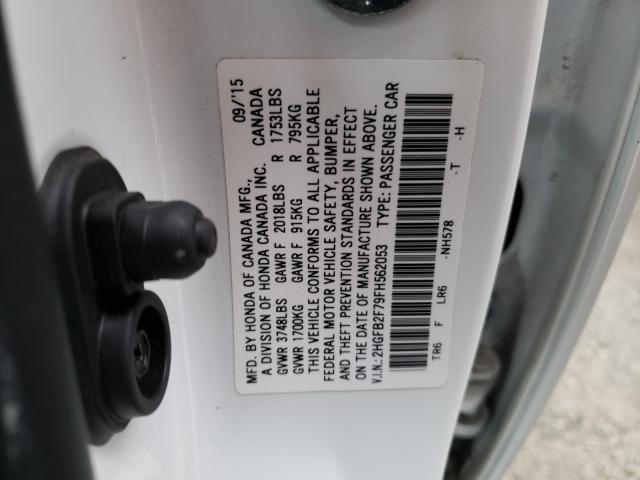 MFD. BY HONDA OF CANADA MFG., 09/'15
A DIVISION OF HONDA CANADA INC. CANADA
GVWR 3748LBS GAWR F 2018LBS R 1753LBS
GVWR 1700KG GAWR F 915KG R 795KG
THIS VEHICLE CONFORMS TO ALL APPLICABLE
FEDERAL MOTOR VEHICLE SAFETY, BUMPER,
AND THEFT PREVENTION STANDARDS IN EFFECT
ON THE DATE OF MANUFACTURE SHOWN ABOVE.
V.I.N.: 2HGFB2F79FH562053 TYPE: PASSENGER CAR
TR6 F LR6 -NH578 -T -H